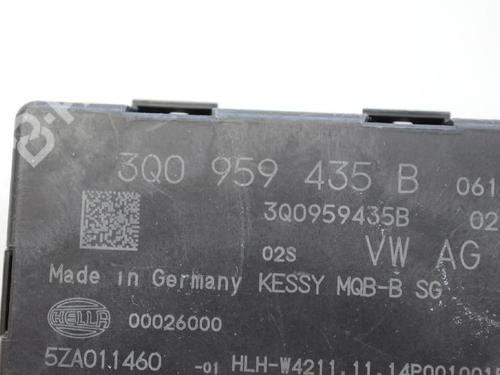 3Q0 959 435 B 061
3Q0959435B 02
02S VW AG
Made in Germany KESSY MQB-B SG
HELLA 00026000
5ZA011460 -01 HLH-W4211.11.14P001001